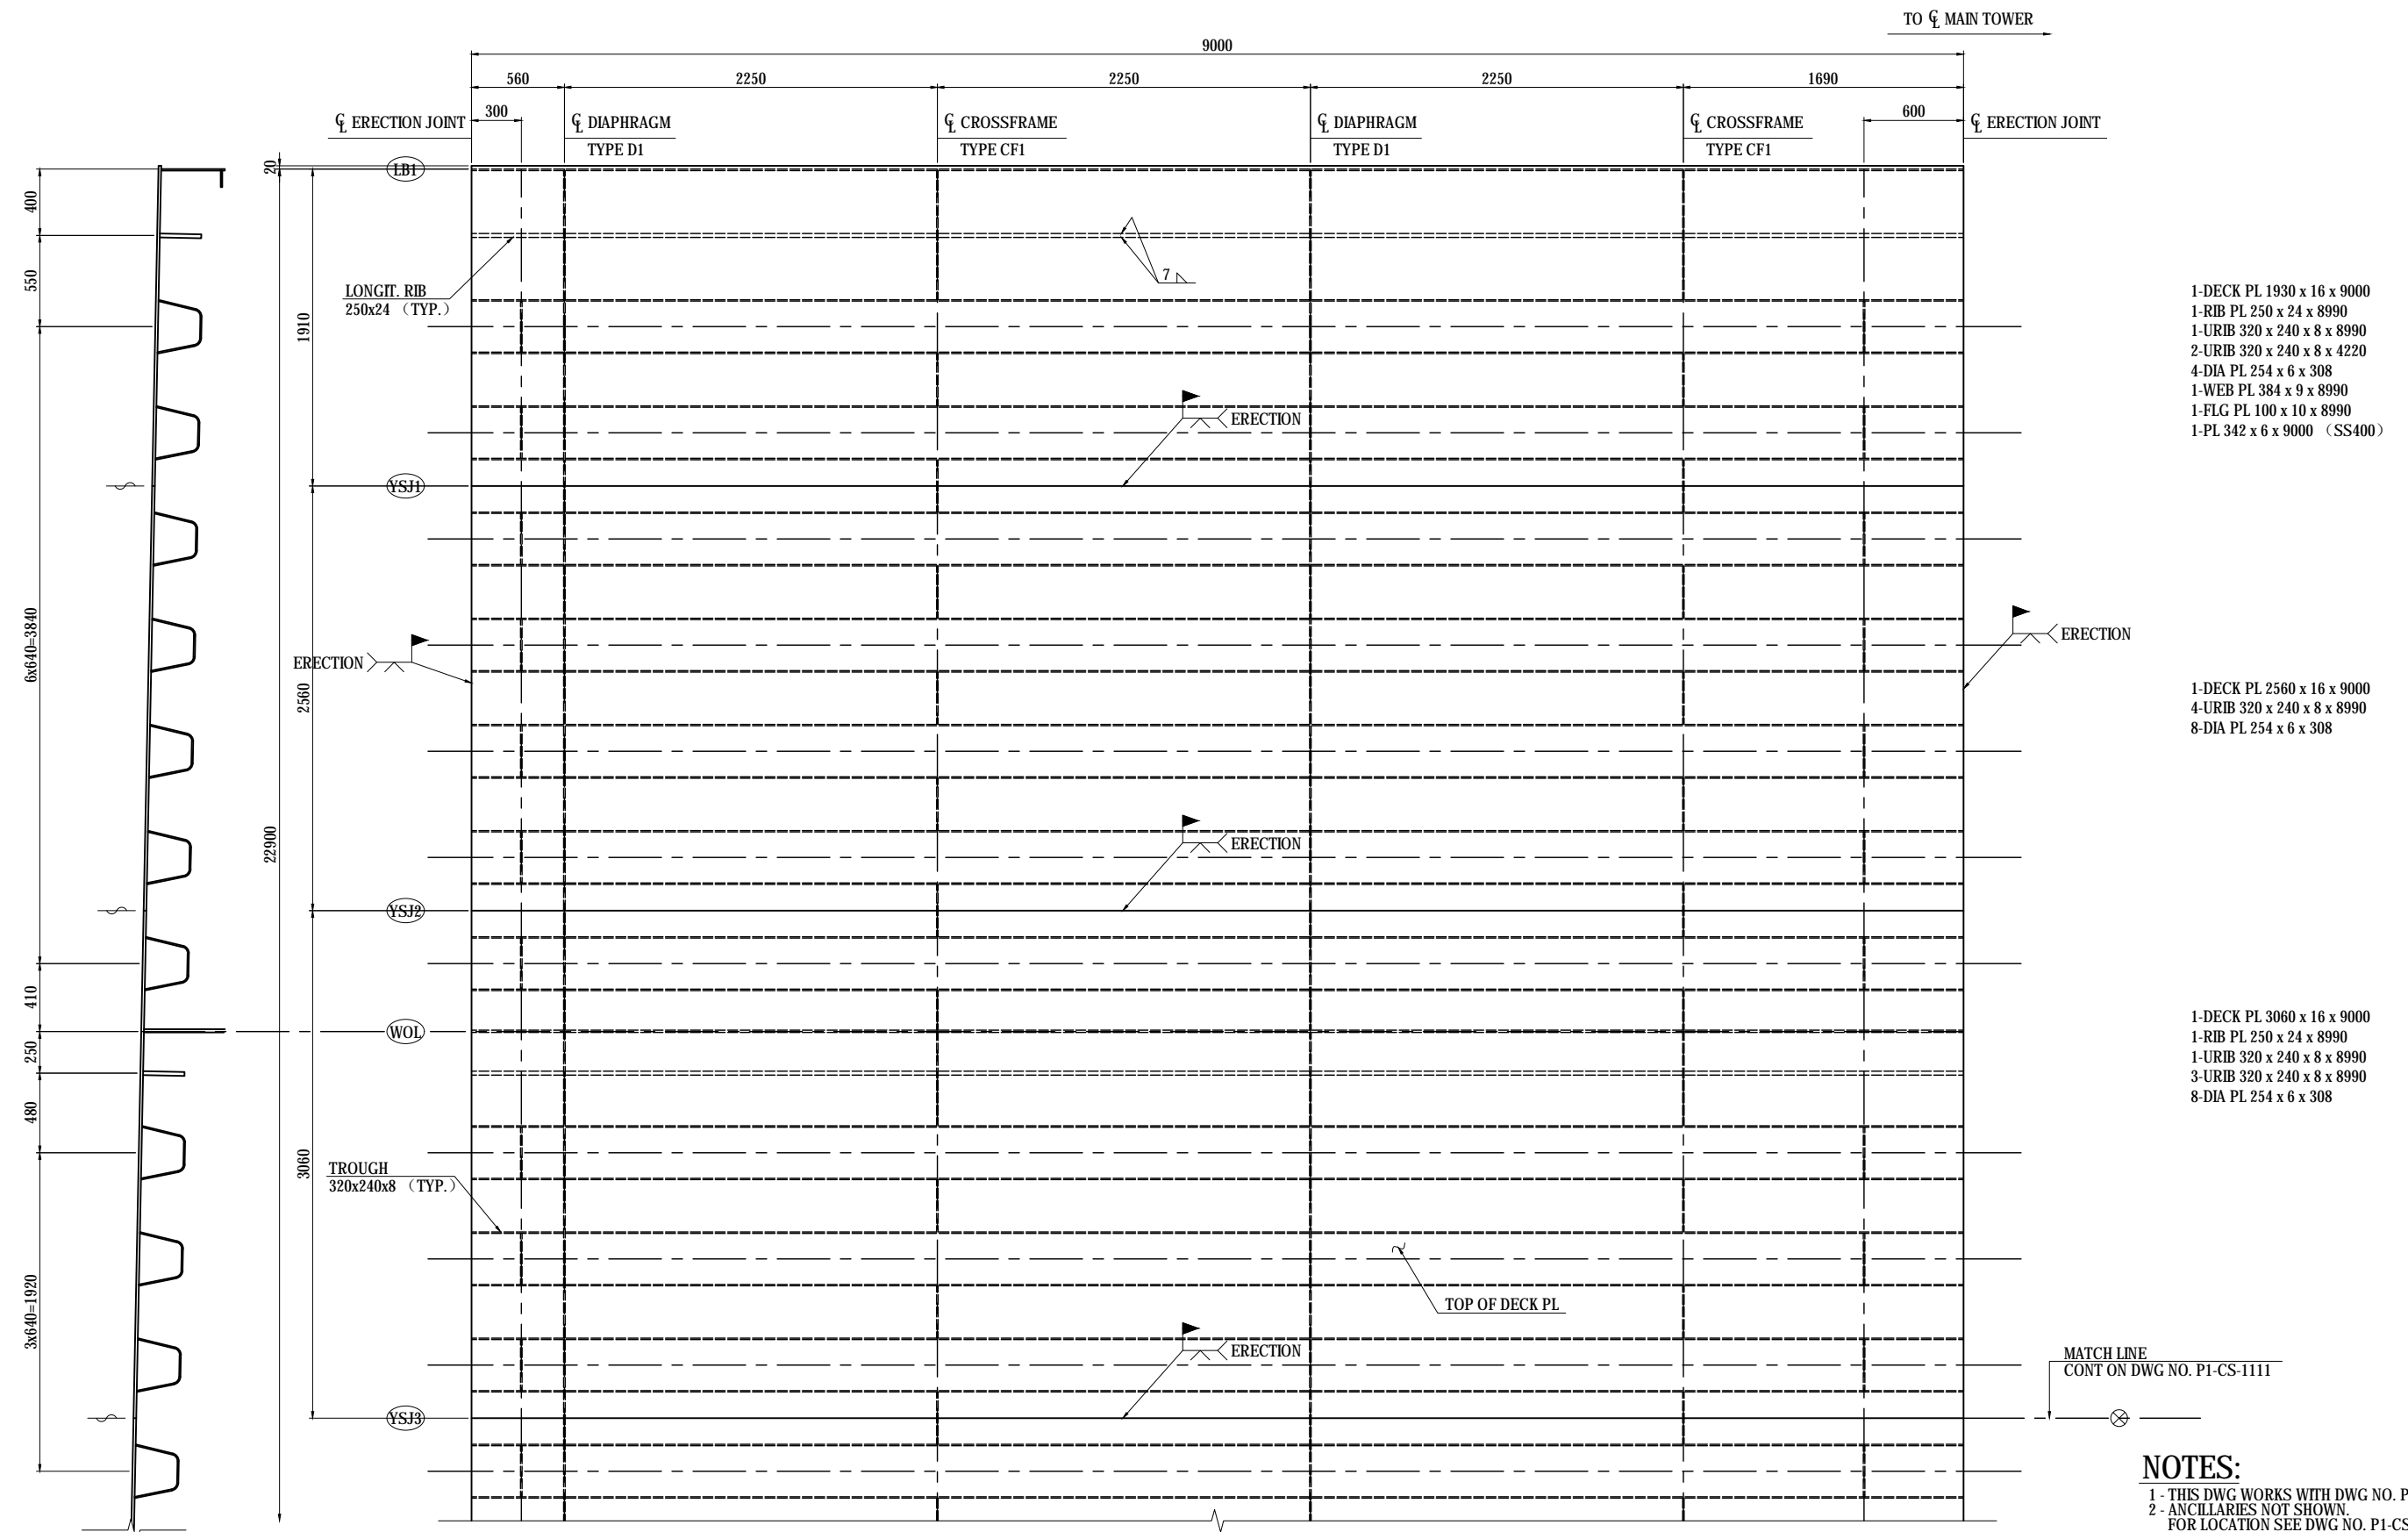 TO ℄ MAIN TOWER
9000
560 2250 2250 2250 1690
300 600
℄ ERECTION JOINT
℄ DIAPHRAGM
TYPE D1
℄ CROSSFRAME
TYPE CF1
℄ DIAPHRAGM
TYPE D1
℄ CROSSFRAME
TYPE CF1
℄ ERECTION JOINT
20
LB1
400
550
6x640=3840
410
250
480
3x640=1920
22900
1910
2560
3060
LONGIT. RIB
250x24 (TYP.)
7
ERECTION
YSJ1
ERECTION
ERECTION
ERECTION
YSJ2
WOL
TROUGH
320x240x8 (TYP.)
TOP OF DECK PL
ERECTION
YSJ3
1-DECK PL 1930 x 16 x 9000
1-RIB PL 250 x 24 x 8990
1-URIB 320 x 240 x 8 x 8990
2-URIB 320 x 240 x 8 x 4220
4-DIA PL 254 x 6 x 308
1-WEB PL 384 x 9 x 8990
1-FLG PL 100 x 10 x 8990
1-PL 342 x 6 x 9000 (SS400)
1-DECK PL 2560 x 16 x 9000
4-URIB 320 x 240 x 8 x 8990
8-DIA PL 254 x 6 x 308
1-DECK PL 3060 x 16 x 9000
1-RIB PL 250 x 24 x 8990
1-URIB 320 x 240 x 8 x 8990
3-URIB 320 x 240 x 8 x 8990
8-DIA PL 254 x 6 x 308
MATCH LINE
CONT ON DWG NO. P1-CS-1111
NOTES:
1 - THIS DWG WORKS WITH DWG NO. P
2 - ANCILLARIES NOT SHOWN.
FOR LOCATION SEE DWG NO. P1-CS